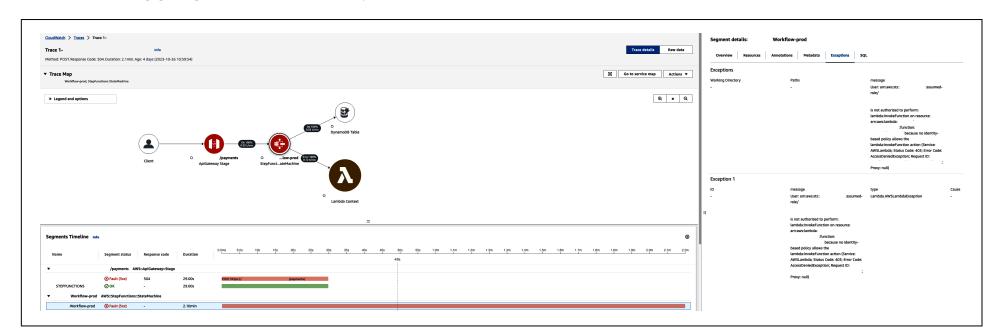 CloudWatch > Traces > Trace 1-
Trace 1-
Info
Trace details
Raw data
Method: POST. Response Code: 504. Duration: 2.1min. Age: 4 days (2023-10-26 10:59:54)
▼ Trace Map
Workflow-prod, StepFunctions StateMachine
Go to service map
Actions ▼
► Legend and options
Client
/payments
ApiGateway Stage
StepFunct...ateMachine
DynamoDB Table
Lambda Context
Segments Timeline Info
Name
Segment status
Response code
Duration
/payments AWS::ApiGateway::Stage
Fault (5xx)
504
29.00s
STEPFUNCTIONS
OK
-
29.00s
Workflow-prod AWS::StepFunctions::StateMachine
Workflow-prod
Fault (5xx)
-
2.10min
Segment details: Workflow-prod
Overview
Resources
Annotations
Metadata
Exceptions
SQL
Exceptions
Working Directory
-
Paths
-
message
User: arn:aws:sts: assumed-
role/
is not authorized to perform:
lambda:InvokeFunction on resource:
arn:aws:lambda:
:function:
because no identity-
based policy allows the
lambda:InvokeFunction action (Service:
AWSLambda; Status Code: 403; Error Code:
AccessDeniedException; Request ID:
;
Proxy: null)
Exception 1
ID
-
message
User: arn:aws:sts: assumed-
role/
is not authorized to perform:
lambda:InvokeFunction on resource:
arn:aws:lambda:
:function:
because no identity-
based policy allows the
lambda:InvokeFunction action (Service:
AWSLambda; Status Code: 403; Error Code:
AccessDeniedException; Request ID:
;
Proxy: null)
type
Lambda.AWSLambdaException
Cause
-